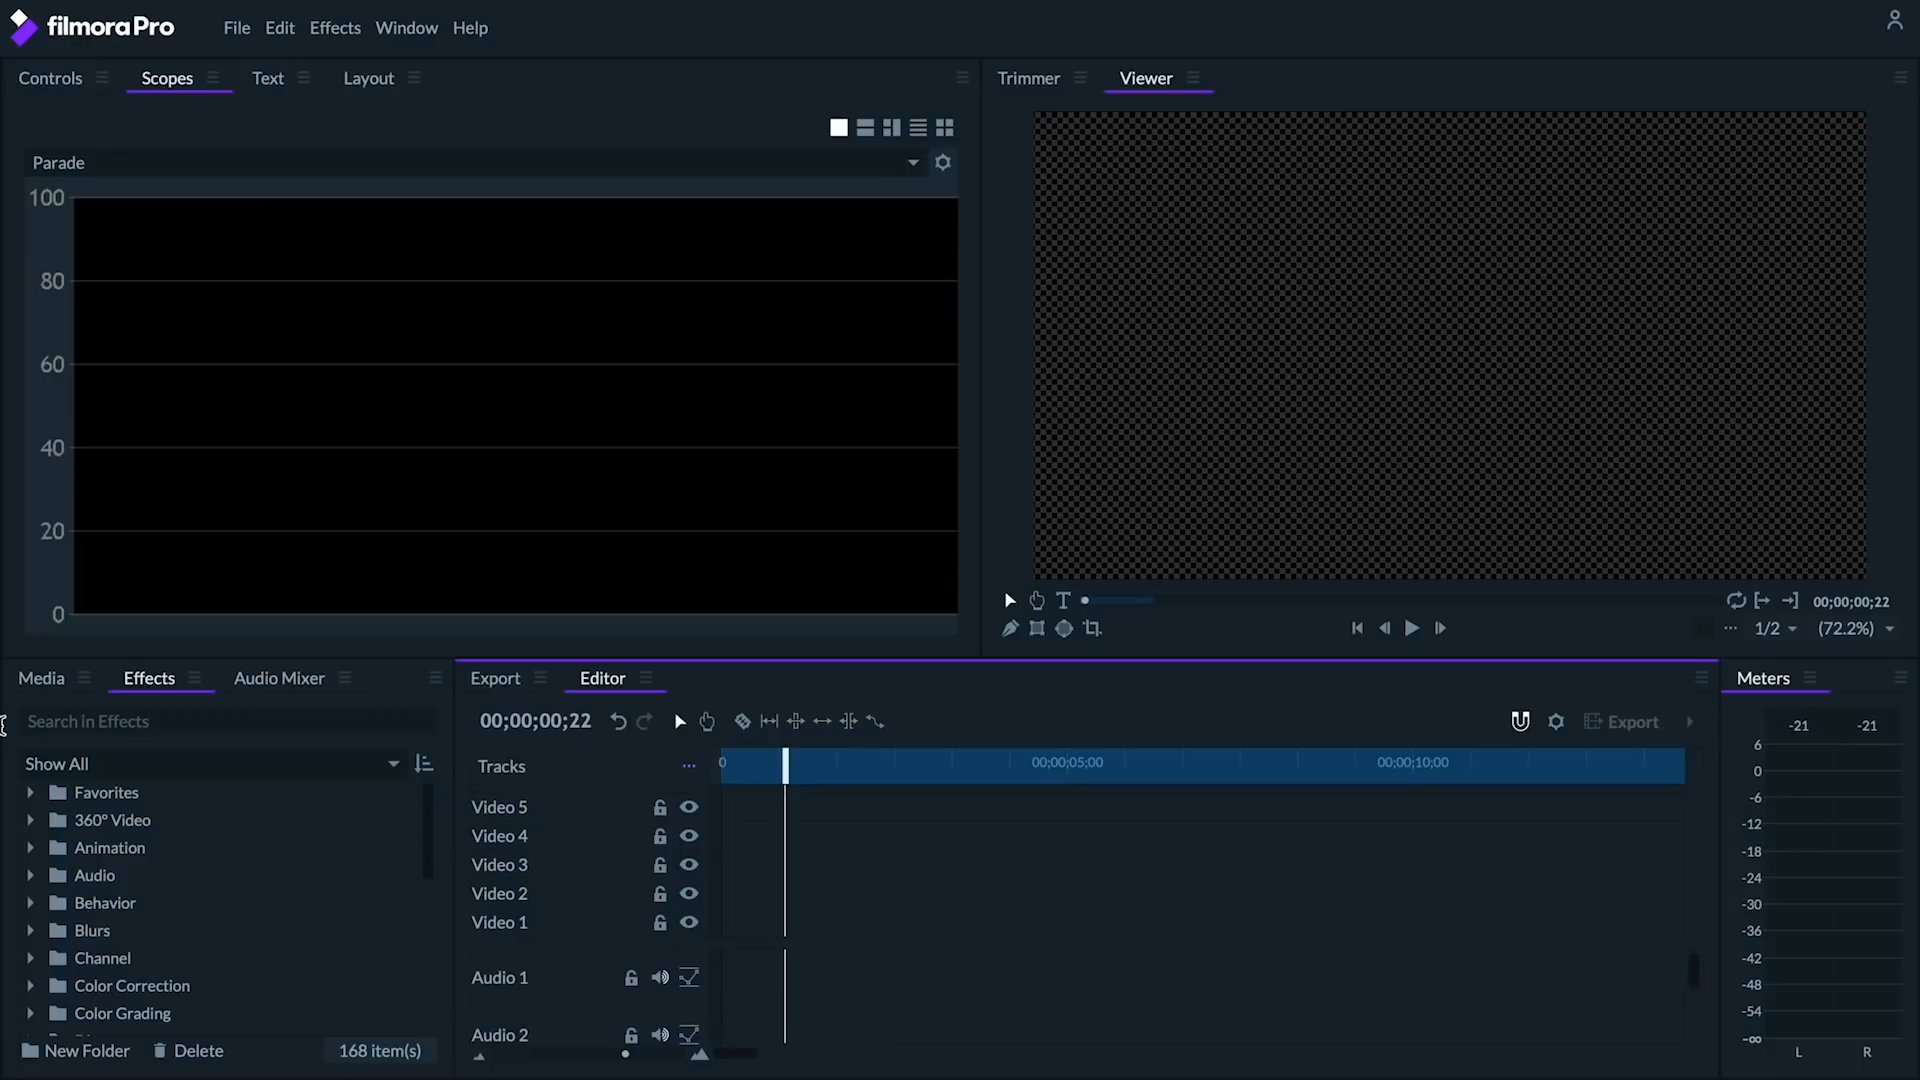 filmoraPro File Edit Effects Window Help
Controls Scopes Text Layout
Trimmer Viewer
Parade
100
80
60
40
20
0
00;00;00;22
1/2 (72.2%)
Media Effects Audio Mixer
Search in Effects
Show All
Favorites
360° Video
Animation
Audio
Behavior
Blurs
Channel
Color Correction
Color Grading
New Folder Delete 168 item(s)
Export Editor
00;00;00;22 Export
Tracks 0 00;00;05;00 00;00;10;00
Video 5
Video 4
Video 3
Video 2
Video 1
Audio 1
Audio 2
Meters
-21 -21
6
0
-6
-12
-18
-24
-30
-36
-42
-48
-54
-∞
L R